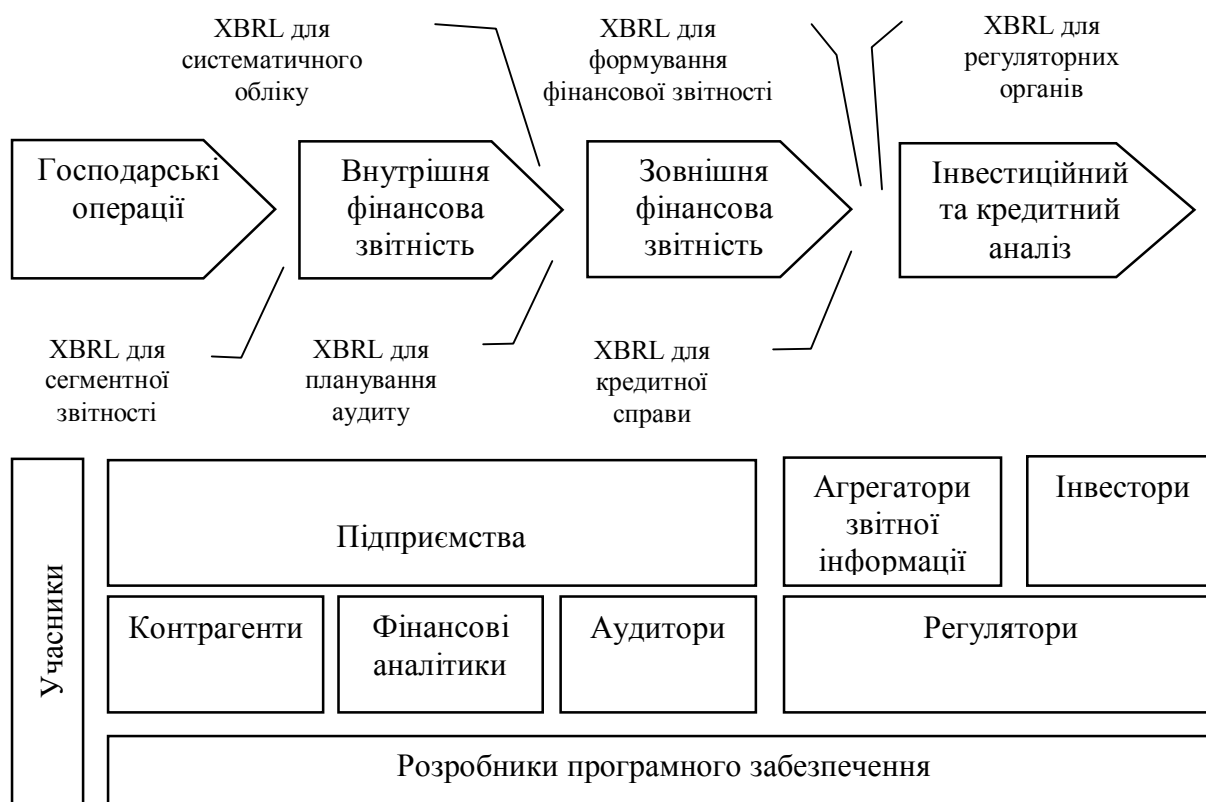 XBRL для
систематичного
обліку
XBRL для
формування
фінансової звітності
XBRL для
регуляторних
органів
Господарські
операції
Внутрішня
фінансова
звітність
Зовнішня
фінансова
звітність
Інвестиційний
та кредитний
аналіз
XBRL для
сегментної
звітності
XBRL для
планування
аудиту
XBRL для
кредитної
справи
Учасники
Підприємства
Агрегатори
звітної
інформації
Інвестори
Контрагенти
Фінансові
аналітики
Аудитори
Регулятори
Розробники програмного забезпечення